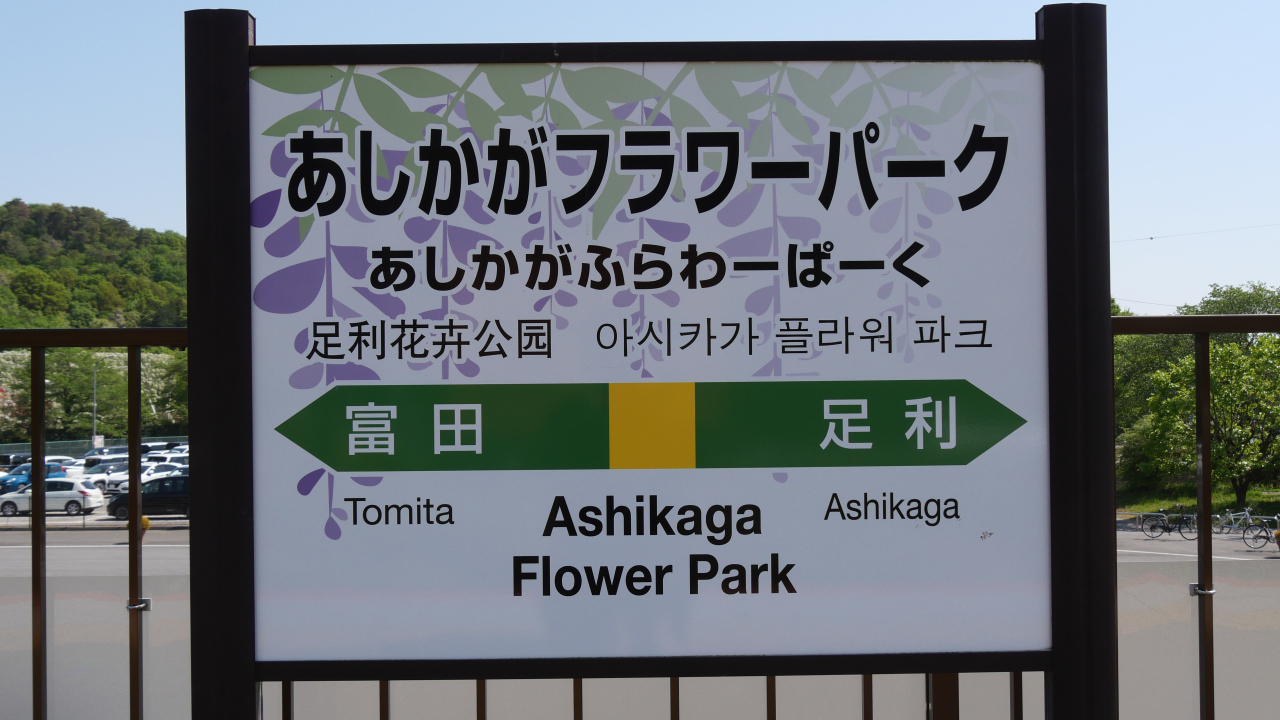 あしかがフラワーパーク
あしかがふらわーぱーく
足利花卉公园 아시카가 플라워 파크
富田 足利
Tomita Ashikaga Ashikaga
Flower Park